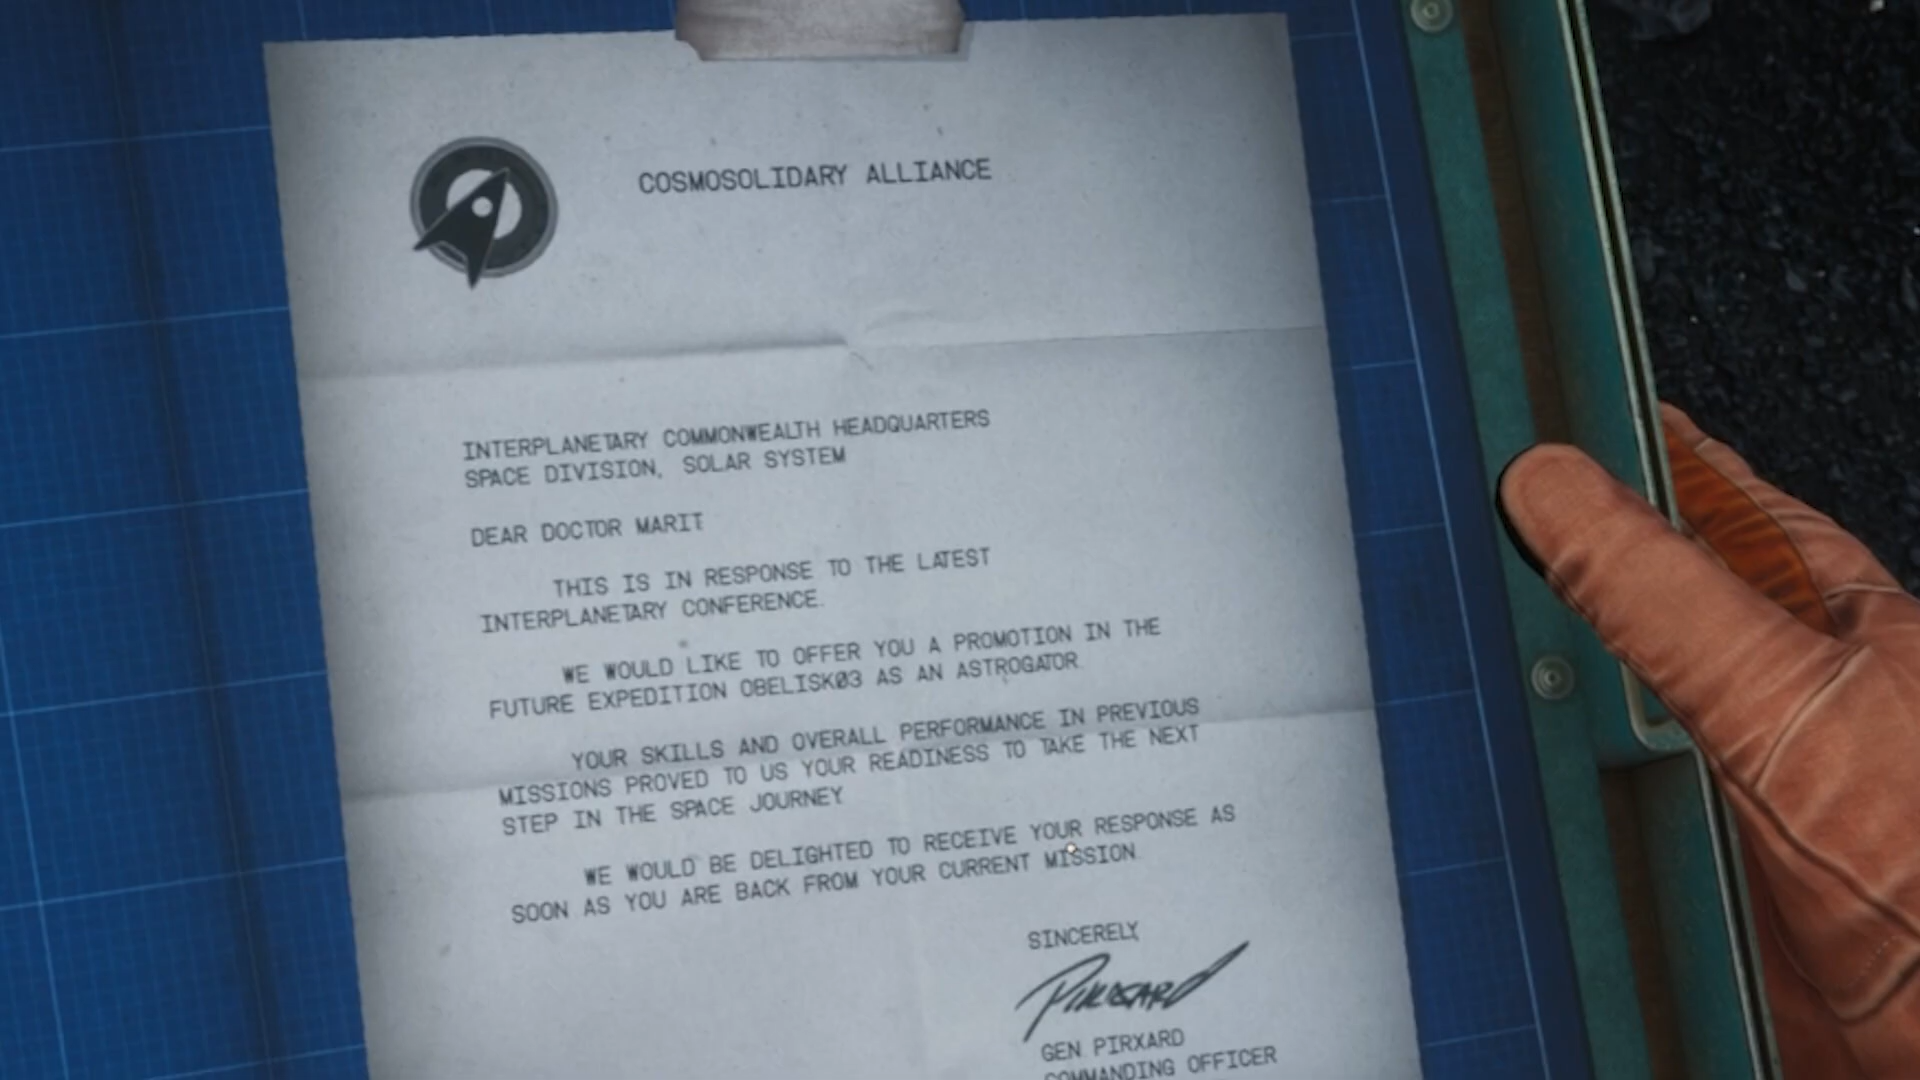 COSMOSOLIDARY ALLIANCE
INTERPLANETARY COMMONWEALTH HEADQUARTERS
SPACE DIVISION, SOLAR SYSTEM
DEAR DOCTOR MARIT
THIS IS IN RESPONSE TO THE LATEST
INTERPLANETARY CONFERENCE.
WE WOULD LIKE TO OFFER YOU A PROMOTION IN THE
FUTURE EXPEDITION OBELISK03 AS AN ASTROGATOR.
YOUR SKILLS AND OVERALL PERFORMANCE IN PREVIOUS
MISSIONS PROVED TO US YOUR READINESS TO TAKE THE NEXT
STEP IN THE SPACE JOURNEY
WE WOULD BE DELIGHTED TO RECEIVE YOUR RESPONSE AS
SOON AS YOU ARE BACK FROM YOUR CURRENT MISSION.
SINCERELY,
PIRXARD
GEN. PIRXARD
COMMANDING OFFICER